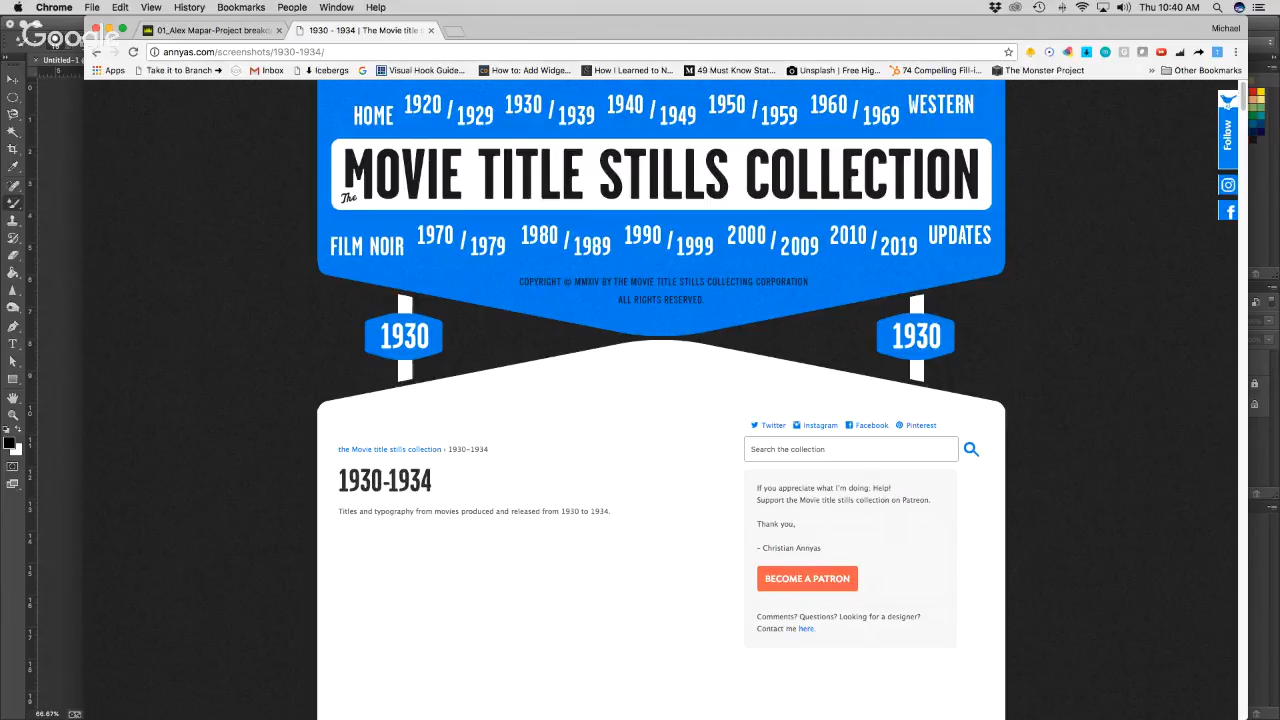 Chrome File Edit View History Bookmarks People Window Help Thu 10:40 AM
01_Alex Mapar-Project break 1930 - 1934 | The Movie title Michael
annyas.com/screenshots/1930-1934/
Apps Take it to Branch → Inbox ↓ Icebergs Visual Hook Guide... How to: Add Widge... How I Learned to N... 49 Must Know Stat... Unsplash | Free Hig... 74 Compelling Fill-i... The Monster Project » Other Bookmarks
Untitled-1
HOME 1920 / 1929 1930 / 1939 1940 / 1949 1950 / 1959 1960 / 1969 WESTERN
The MOVIE TITLE STILLS COLLECTION
FILM NOIR 1970 / 1979 1980 / 1989 1990 / 1999 2000 / 2009 2010 / 2019 UPDATES
COPYRIGHT © MMXIV BY THE MOVIE TITLE STILLS COLLECTING CORPORATION
ALL RIGHTS RESERVED.
1930 1930
Follow
Twitter Instagram Facebook Pinterest
the Movie title stills collection › 1930-1934
Search the collection
1930-1934
Titles and typography from movies produced and released from 1930 to 1934.
If you appreciate what I'm doing: Help!
Support the Movie title stills collection on Patreon.
Thank you,
- Christian Annyas
BECOME A PATRON
Comments? Questions? Looking for a designer?
Contact me here.
66.67%